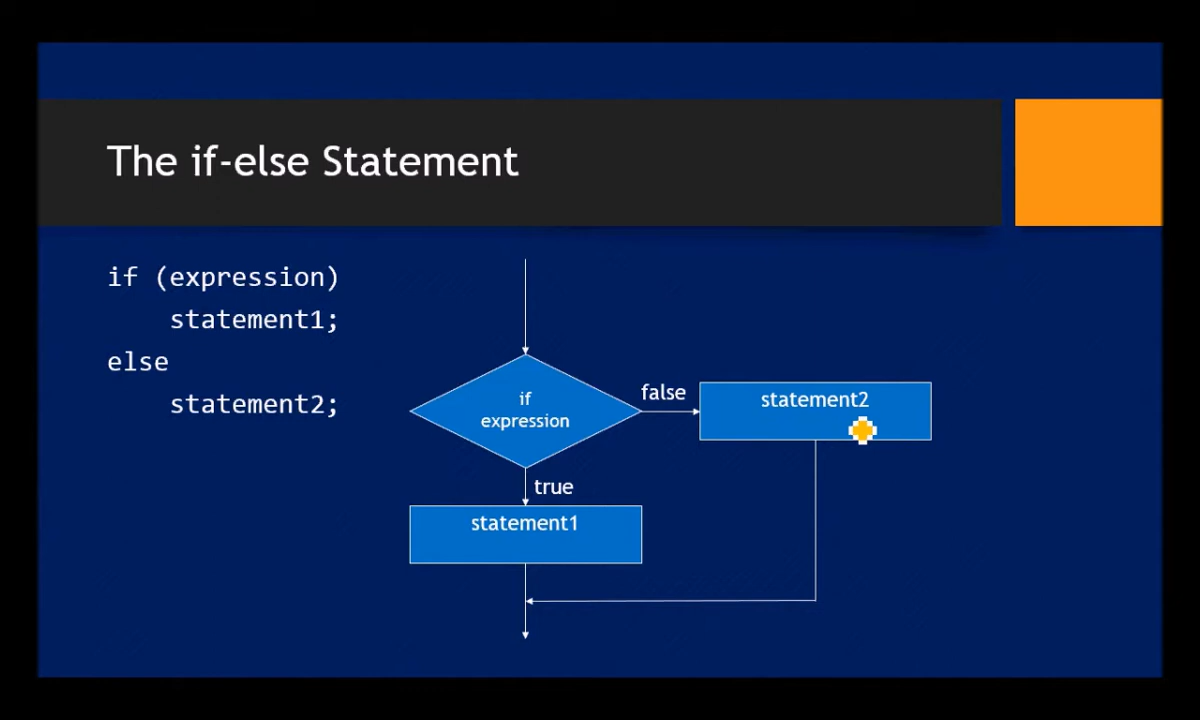 The if-else Statement
if (expression)
    statement1;
else
    statement2;
if
expression
false
statement2
true
statement1